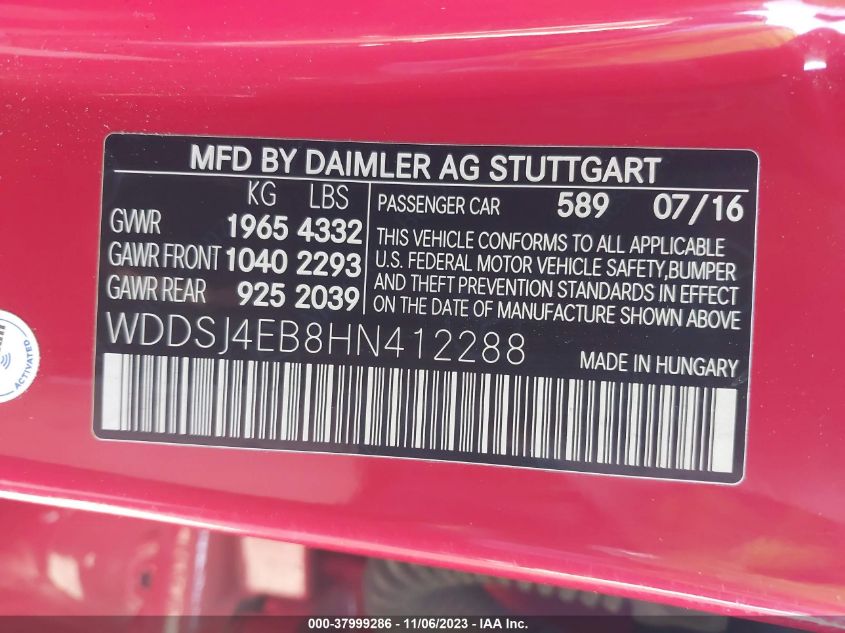 MFD BY DAIMLER AG STUTTGART
KG LBS
GVWR 1965 4332
GAWR FRONT 1040 2293
GAWR REAR 925 2039
PASSENGER CAR 589 07/16
THIS VEHICLE CONFORMS TO ALL APPLICABLE
U.S. FEDERAL MOTOR VEHICLE SAFETY,BUMPER
AND THEFT PREVENTION STANDARDS IN EFFECT
ON THE DATE OF MANUFACTURE SHOWN ABOVE
WDDSJ4EB8HN412288
MADE IN HUNGARY
000-37999286 - 11/06/2023 - IAA Inc.